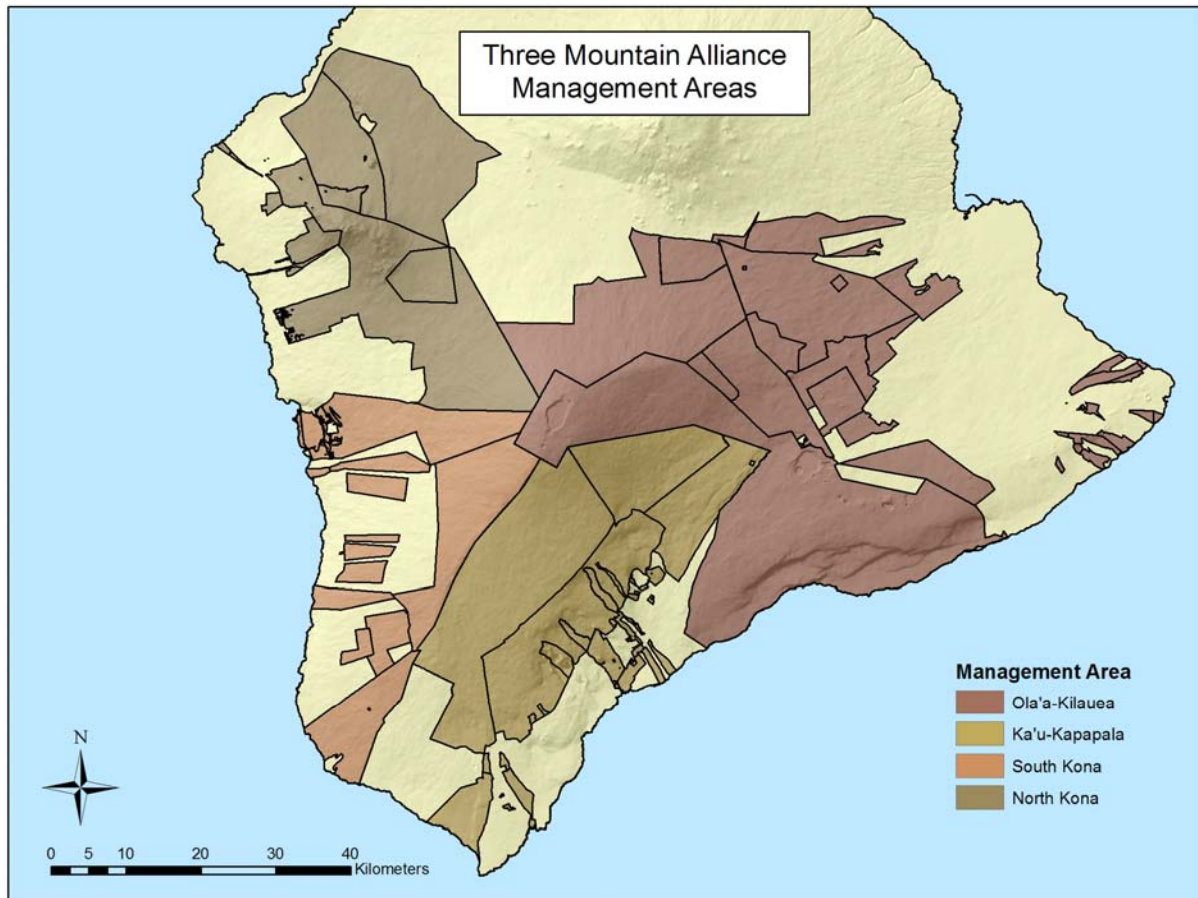 Three Mountain Alliance
Management Areas
Management Area
Ola'a-Kilauea
Ka'u-Kapapala
South Kona
North Kona
N
0 5 10 20 30 40
Kilometers